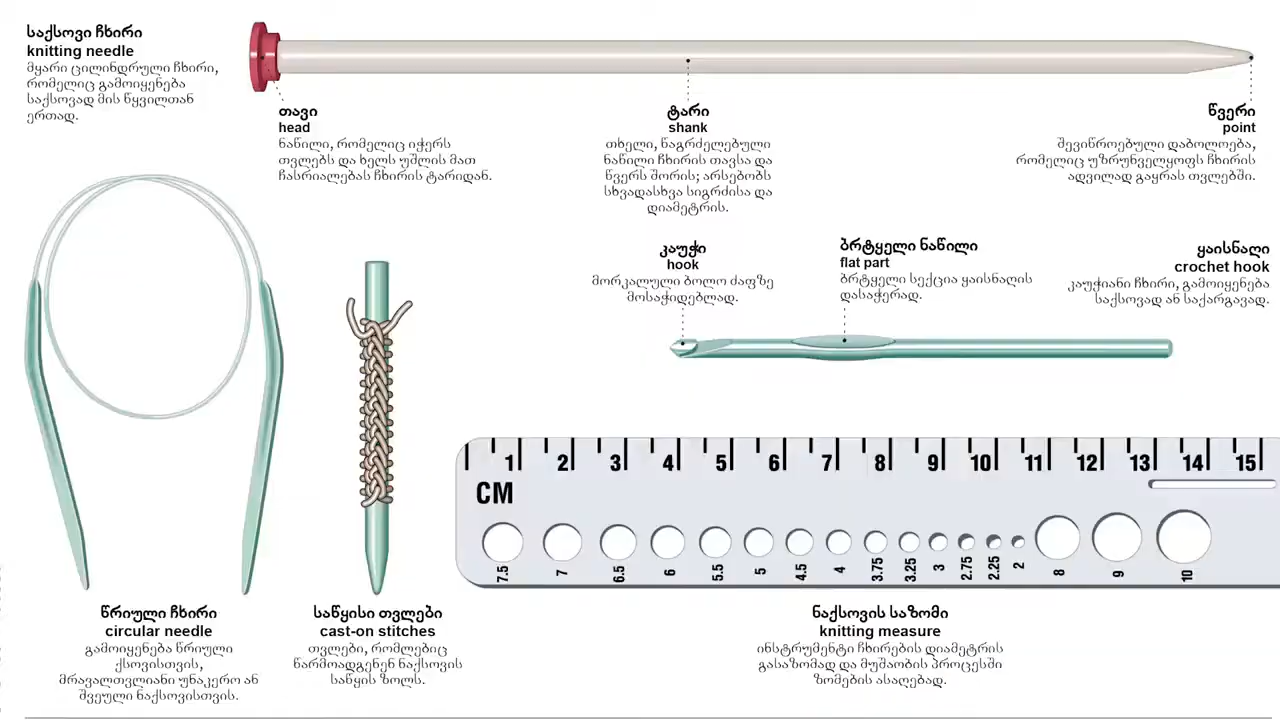 საქსოვი ჩხირი
knitting needle
მყარი ცილინდრული ჩხირი,
რომელიც გამოიყენება
საქსოვად მის წყვილთან
ერთად.
თავი
head
ნაწილი, რომელიც იჭერს
თვლებს და ხელს უშლის მათ
ჩასრიალებას ჩხირის ტარიდან.
ტარი
shank
თხელი, წაგრძელებული
ნაწილი ჩხირის თავსა და
წვერს შორის; არსებობს
სხვადასხვა სიგრძისა და
დიამეტრის.
წვერი
point
შევიწროებული დაბოლოება,
რომელიც უზრუნველყოფს ჩხირის
ადვილად გაყრას თვლებში.
კაუჭი
hook
მორკალული ბოლო ძაფზე
მოსაჭიდებლად.
ბრტყელი ნაწილი
flat part
ბრტყელი სექცია ყაისნაღის
დასაჭერად.
ყაისნაღი
crochet hook
კაუჭიანი ჩხირი, გამოიყენება
საქსოვად ან საქარგავად.
1 2 3 4 5 6 7 8 9 10 11 12 13 14 15
CM
7.5 7 6.5 6 5.5 5 4.5 4 3.75 3.25 3 2.75 2.25 2 8 9 10
წრიული ჩხირი
circular needle
გამოიყენება წრიული
ქსოვისთვის,
მრავალთვლიანი უნაკერო ან
შვეული ნაქსოვისთვის.
საწყისი თვლები
cast-on stitches
თვლები, რომლებიც
წარმოადგენენ ნაქსოვის
საწყის ზოლს.
ნაქსოვის საზომი
knitting measure
ინსტრუმენტი ჩხირების დიამეტრის
გასაზომად და მუშაობის პროცესში
ზომების ასაღებად.